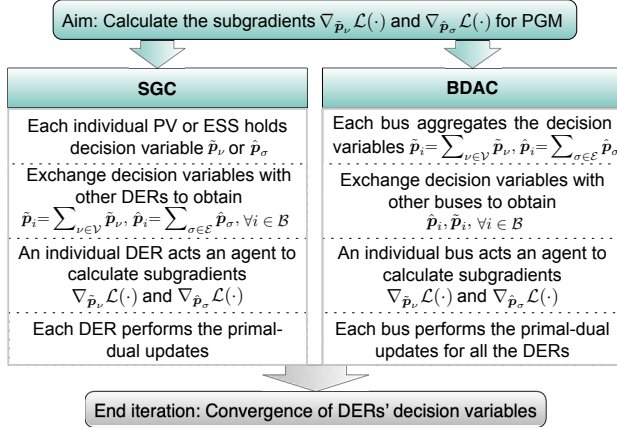 Aim: Calculate the subgradients ∇_{p̃_ν} ℒ(·) and ∇_{p̂_σ} ℒ(·) for PGM
SGC
Each individual PV or ESS holds
decision variable p̃_ν or p̂_σ
Exchange decision variables with
other DERs to obtain
p̃_i=∑_{ν∈𝒱} p̃_ν, p̂_i=∑_{σ∈ℰ} p̂_σ, ∀i ∈ ℬ
An individual DER acts an agent to
calculate subgradients
∇_{p̃_ν} ℒ(·) and ∇_{p̂_σ} ℒ(·)
Each DER performs the primal-
dual updates
BDAC
Each bus aggregates the decision
variables p̃_i=∑_{ν∈𝒱} p̃_ν, p̂_i=∑_{σ∈ℰ} p̂_σ
Exchange decision variables with
other buses to obtain
p̂_i, p̃_i, ∀i ∈ ℬ
An individual bus acts an agent to
calculate subgradients
∇_{p̃_ν} ℒ(·) and ∇_{p̂_σ} ℒ(·)
Each bus performs the primal-dual
updates for all the DERs
End iteration: Convergence of DERs' decision variables